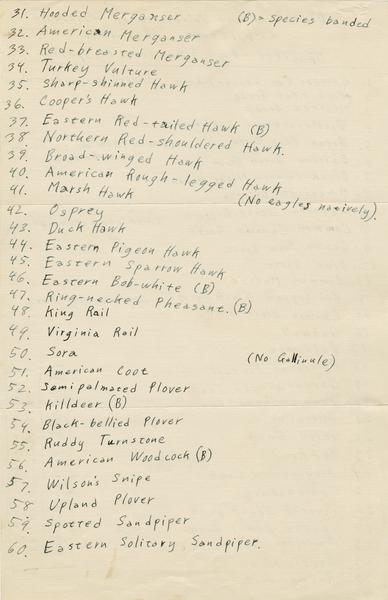 31. Hooded Merganser (B) = Species banded
32. American Merganser
33. Red-breasted Merganser
34. Turkey Vulture
35. Sharp-shinned Hawk
36. Cooper's Hawk
37. Eastern Red-tailed Hawk (B)
38. Northern Red-shouldered Hawk.
39. Broad-winged Hawk
40. American Rough-legged Hawk
41. Marsh Hawk (No eagles natively).
42. Osprey
43. Duck Hawk
44. Eastern Pigeon Hawk
45. Eastern Sparrow Hawk
46. Eastern Bob-white (B)
47. Ring-necked Pheasant. (B)
48. King Rail
49. Virginia Rail
50. Sora (No Gallinule)
51. American Coot
52. Semipalmated Plover
53. Killdeer (B)
54. Black-bellied Plover
55. Ruddy Turnstone
56. American Woodcock (B)
57. Wilson's Snipe
58. Upland Plover
59. Spotted Sandpiper
60. Eastern Solitary Sandpiper.